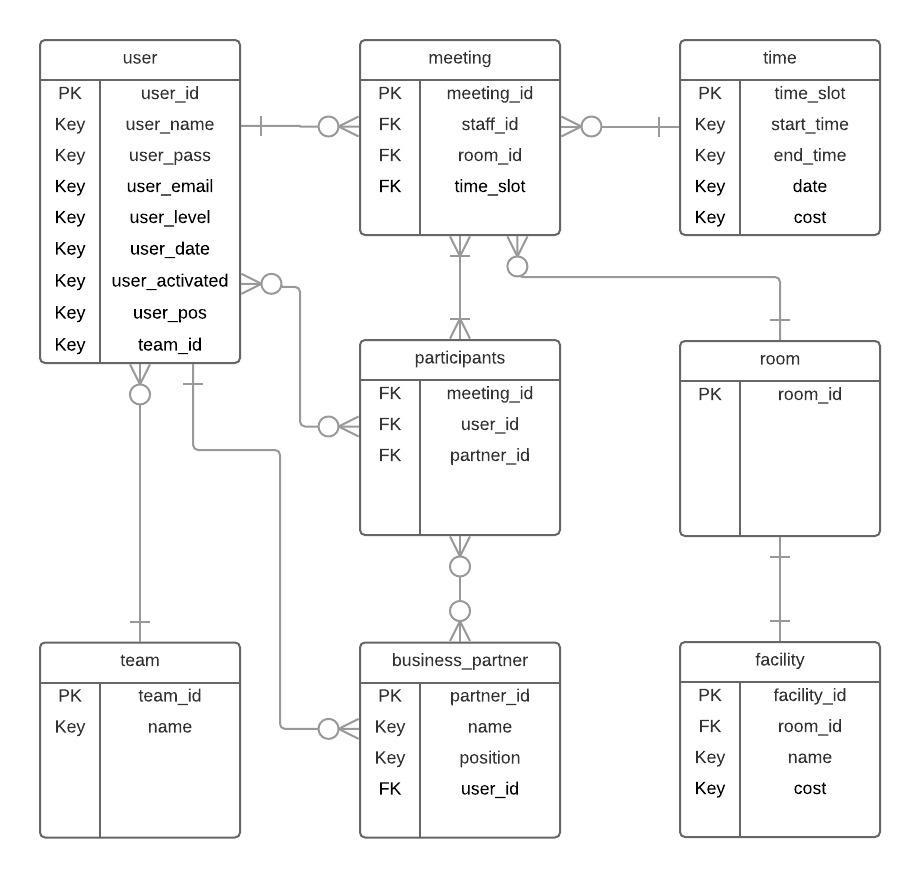 user
PK user_id
Key user_name
Key user_pass
Key user_email
Key user_level
Key user_date
Key user_activated
Key user_pos
Key team_id
meeting
PK meeting_id
FK staff_id
FK room_id
FK time_slot
time
PK time_slot
Key start_time
Key end_time
Key date
Key cost
participants
FK meeting_id
FK user_id
FK partner_id
room
PK room_id
team
PK team_id
Key name
business_partner
PK partner_id
Key name
Key position
FK user_id
facility
PK facility_id
FK room_id
Key name
Key cost